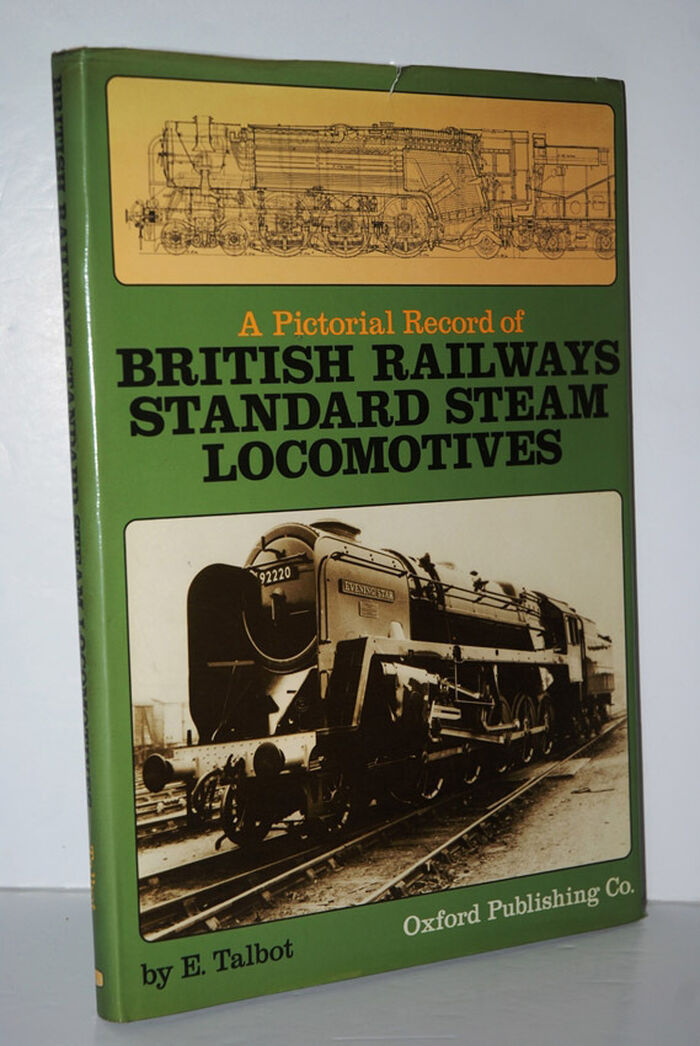 A Pictorial Record of
BRITISH RAILWAYS
STANDARD STEAM
LOCOMOTIVES
92220
EVENING STAR
by E. Talbot
Oxford Publishing Co.
BRITISH RAILWAYS STANDARD STEAM LOCOMOTIVES